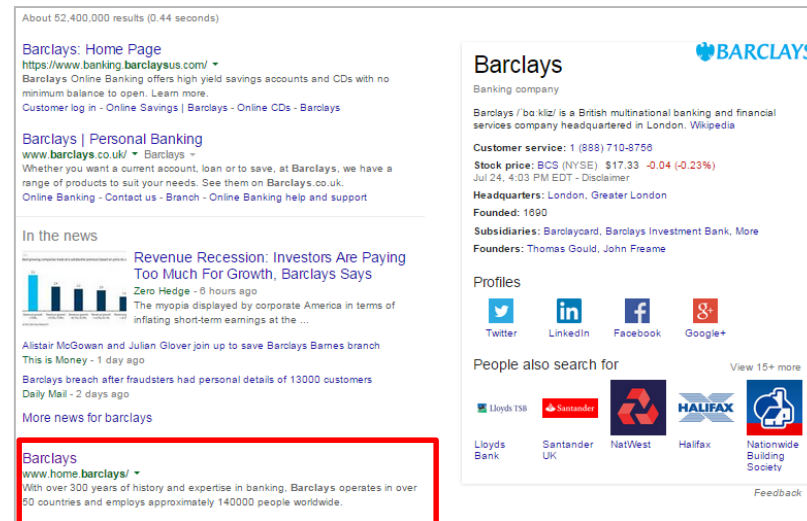 About 52,400,000 results (0.44 seconds)
Barclays: Home Page
https://www.banking.barclaysus.com/
Barclays Online Banking offers high yield savings accounts and CDs with no
minimum balance to open. Learn more.
Customer log in - Online Savings | Barclays - Online CDs - Barclays
Barclays | Personal Banking
www.barclays.co.uk/ Barclays
Whether you want a current account, loan or to save, at Barclays, we have a
range of products to suit your needs. See them on Barclays.co.uk.
Online Banking - Contact us - Branch - Online Banking help and support
In the news
Revenue Recession: Investors Are Paying
Too Much For Growth, Barclays Says
Zero Hedge - 6 hours ago
The myopia displayed by corporate America in terms of
inflating short-term earnings at the ...
Alistair McGowan and Julian Glover join up to save Barclays Barnes branch
This is Money - 1 day ago
Barclays breach after fraudsters had personal details of 13000 customers
Daily Mail - 2 days ago
More news for barclays
Barclays
www.home.barclays/
With over 300 years of history and expertise in banking, Barclays operates in over
50 countries and employs approximately 140000 people worldwide.
BARCLAYS
Barclays
Banking company
Barclays /ˈbɑːkliz/ is a British multinational banking and financial
services company headquartered in London. Wikipedia
Customer service: 1 (888) 710-8756
Stock price: BCS (NYSE) $17.33 -0.04 (-0.23%)
Jul 24, 4:03 PM EDT - Disclaimer
Headquarters: London, Greater London
Founded: 1690
Subsidiaries: Barclaycard, Barclays Investment Bank, More
Founders: Thomas Gould, John Freame
Profiles
in
f
g+
Twitter LinkedIn Facebook Google+
People also search for View 15+ more
Lloyds TSB Santander HALIFAX
Lloyds Bank
Santander UK
NatWest
Halifax
Nationwide Building Society
Feedback